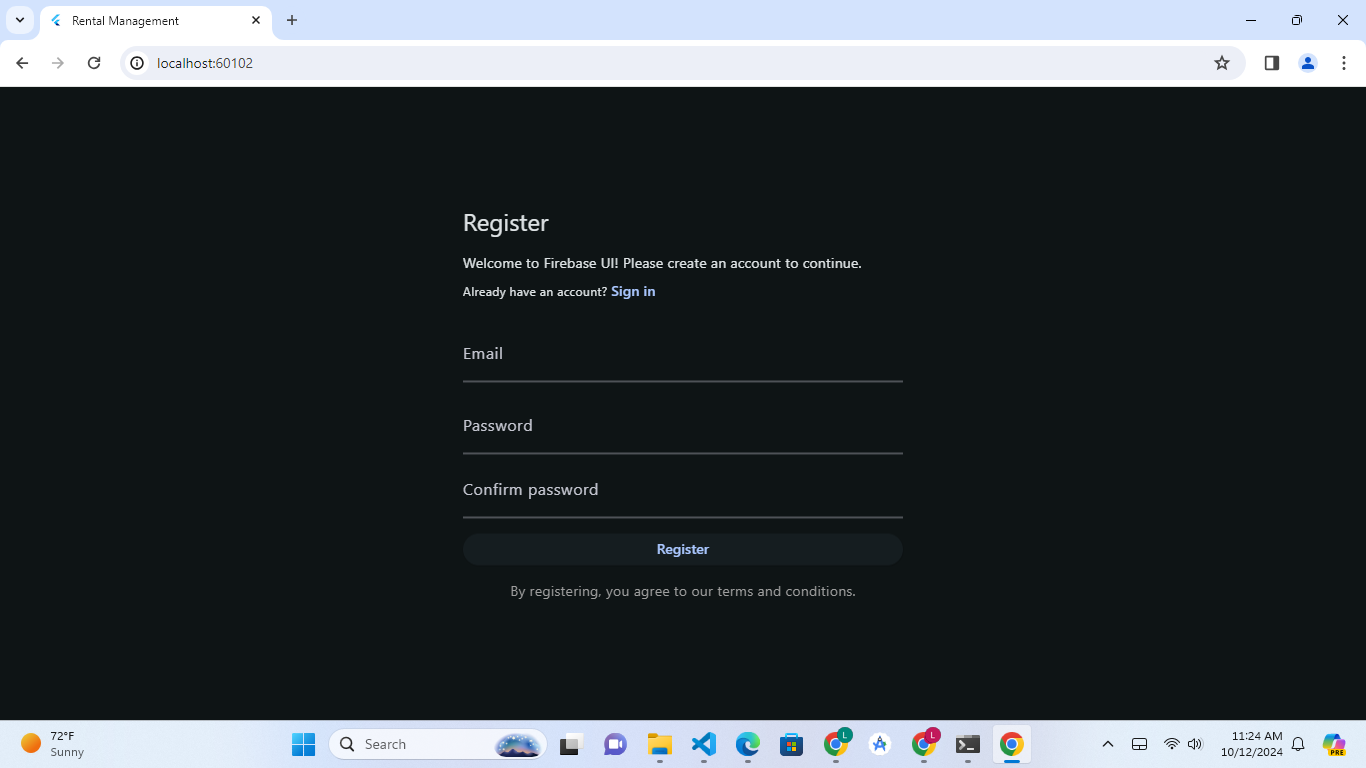 Rental Management
localhost:60102
Register
Welcome to Firebase UI! Please create an account to continue.
Already have an account? Sign in
Email
Password
Confirm password
Register
By registering, you agree to our terms and conditions.
72°F
Sunny
Search
L
L
PRE
11:24 AM
10/12/2024